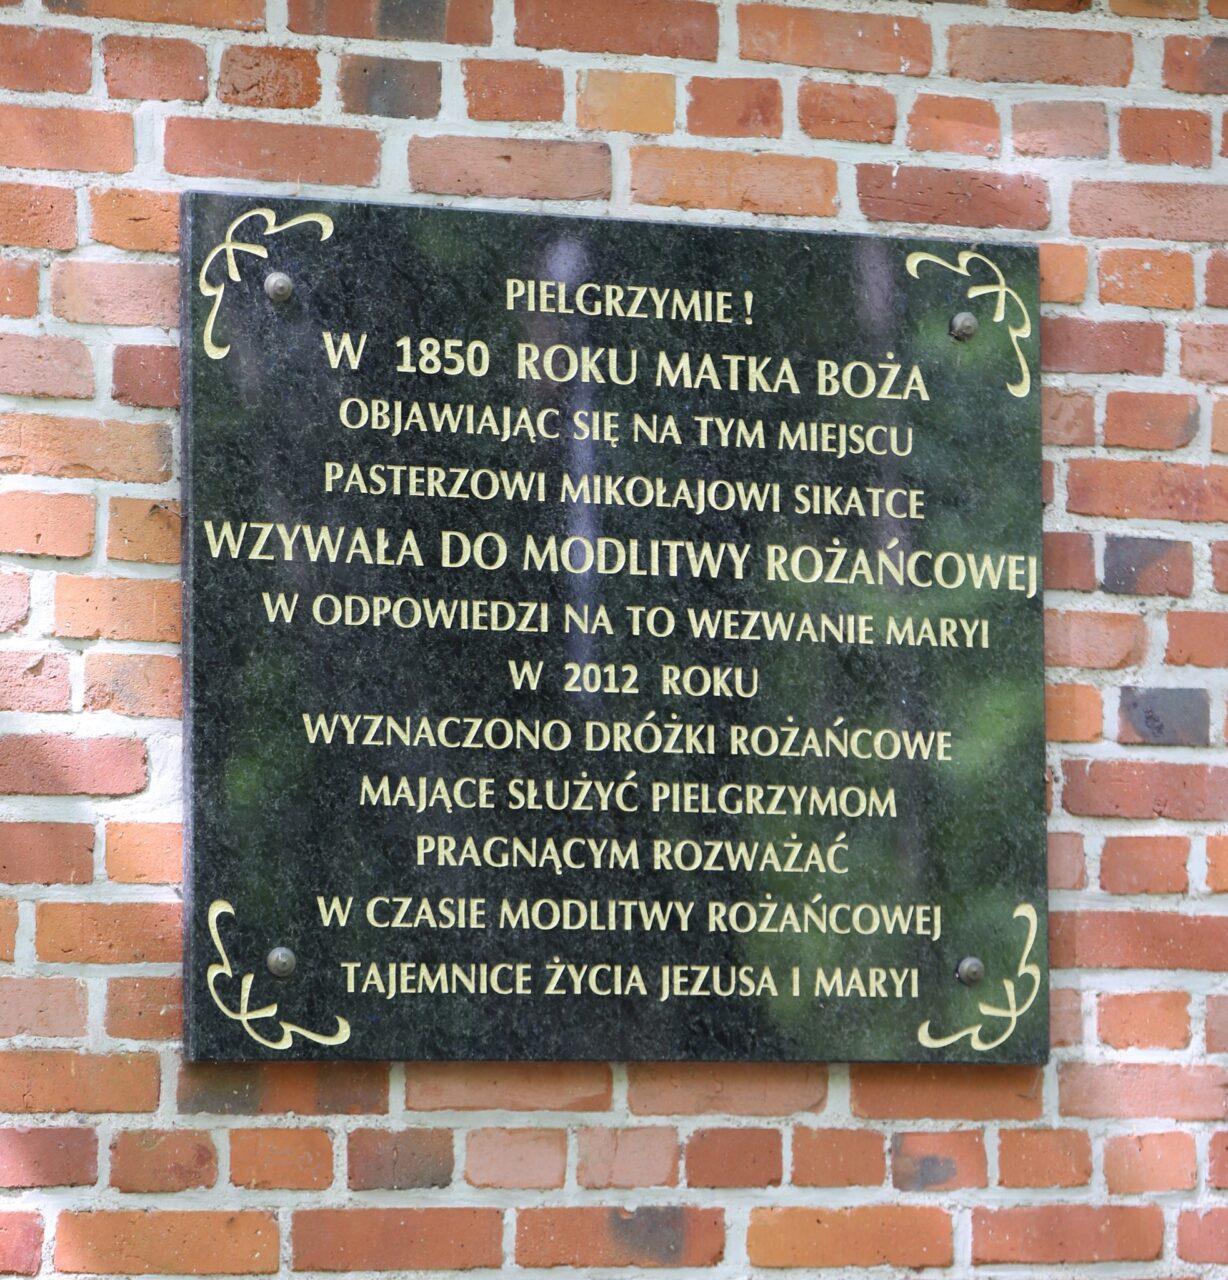 PIELGRZYMIE !
W 1850 ROKU MATKA BOŻA
OBJAWIAJĄC SIĘ NA TYM MIEJSCU
PASTERZOWI MIKOŁAJOWI SIKATCE
WZYWAŁA DO MODLITWY ROŻAŃCOWEJ
W ODPOWIEDZI NA TO WEZWANIE MARYI
W 2012 ROKU
WYZNACZONO DRÓŻKI ROŻAŃCOWE
MAJĄCE SŁUŻYĆ PIELGRZYMOM
PRAGNĄCYM ROZWAŻAĆ
W CZASIE MODLITWY ROŻAŃCOWEJ
TAJEMNICE ŻYCIA JEZUSA I MARYI